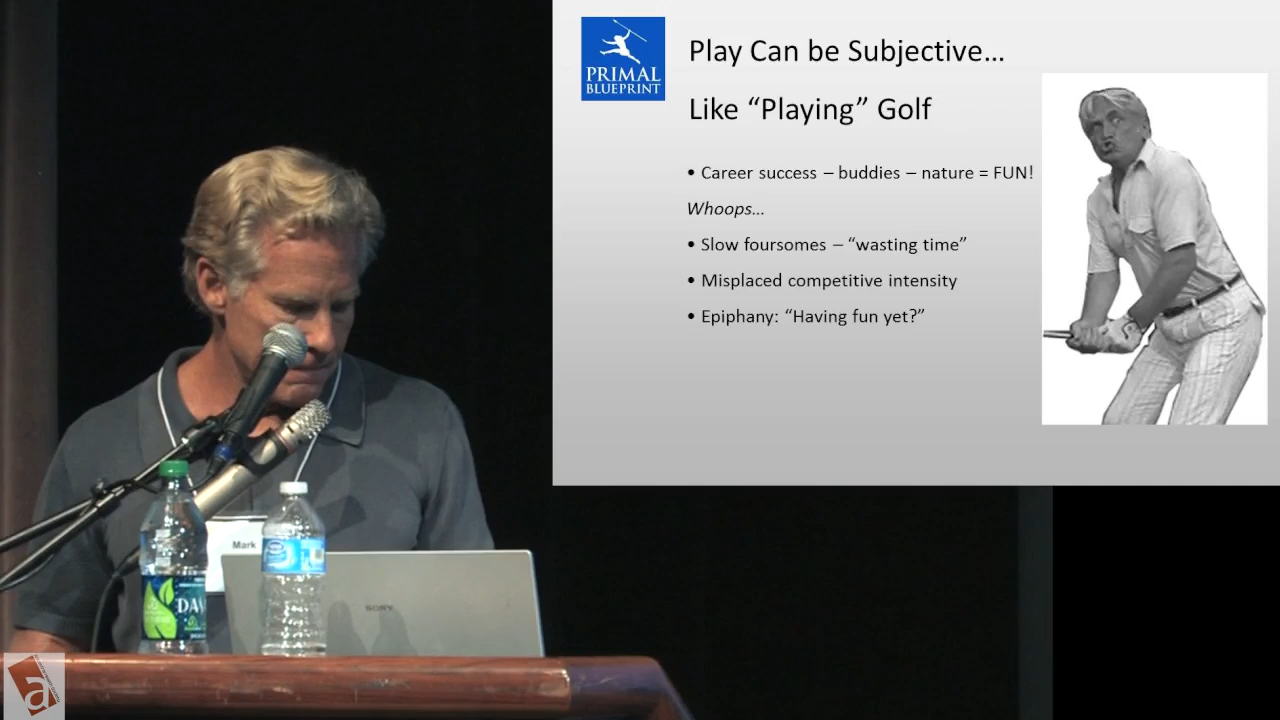 PRIMAL
BLUEPRINT
Play Can be Subjective…
Like “Playing” Golf
• Career success – buddies – nature = FUN!
Whoops…
• Slow foursomes – “wasting time”
• Misplaced competitive intensity
• Epiphany: “Having fun yet?”
Mark
SONY
DA
a